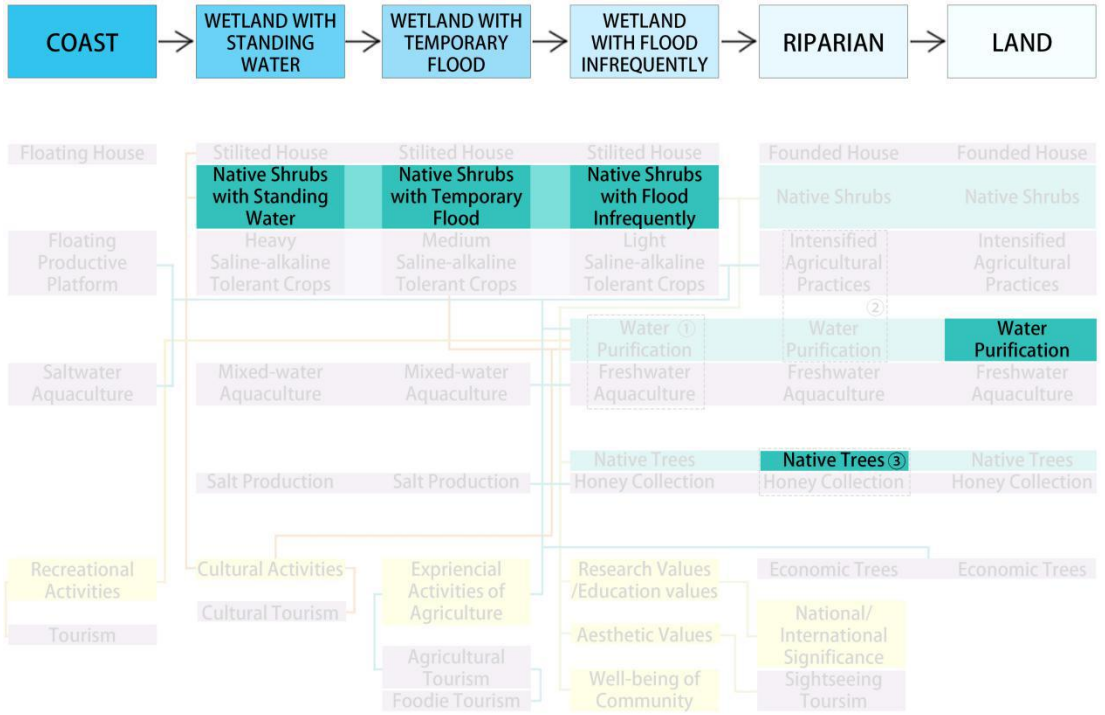 COAST
WETLAND WITH
STANDING
WATER
WETLAND WITH
TEMPORARY
FLOOD
WETLAND
WITH FLOOD
INFREQUENTLY
RIPARIAN
LAND
Floating House
Stilited House
Stilited House
Stilited House
Founded House
Founded House
Native Shrubs
with Standing
Water
Native Shrubs
with Temporary
Flood
Native Shrubs
with Flood
Infrequently
Native Shrubs
Native Shrubs
Floating
Productive
Platform
Heavy
Saline-alkaline
Tolerant Crops
Medium
Saline-alkaline
Tolerant Crops
Light
Saline-alkaline
Tolerant Crops
Intensified
Agricultural
Practices
②
Intensified
Agricultural
Practices
Water ①
Purification
Water
Purification
Water
Purification
Saltwater
Aquaculture
Mixed-water
Aquaculture
Mixed-water
Aquaculture
Freshwater
Aquaculture
Freshwater
Aquaculture
Freshwater
Aquaculture
Native Trees
Native Trees ③
Native Trees
Salt Production
Salt Production
Honey Collection
Honey Collection
Honey Collection
Recreational
Activities
Cultural Activities
Expriencial
Activities of
Agriculture
Research Values
/Education values
Economic Trees
Economic Trees
Tourism
Cultural Tourism
Aesthetic Values
National/
International
Significance
Agricultural
Tourism
Foodie Tourism
Well-being of
Community
Sightseeing
Toursim